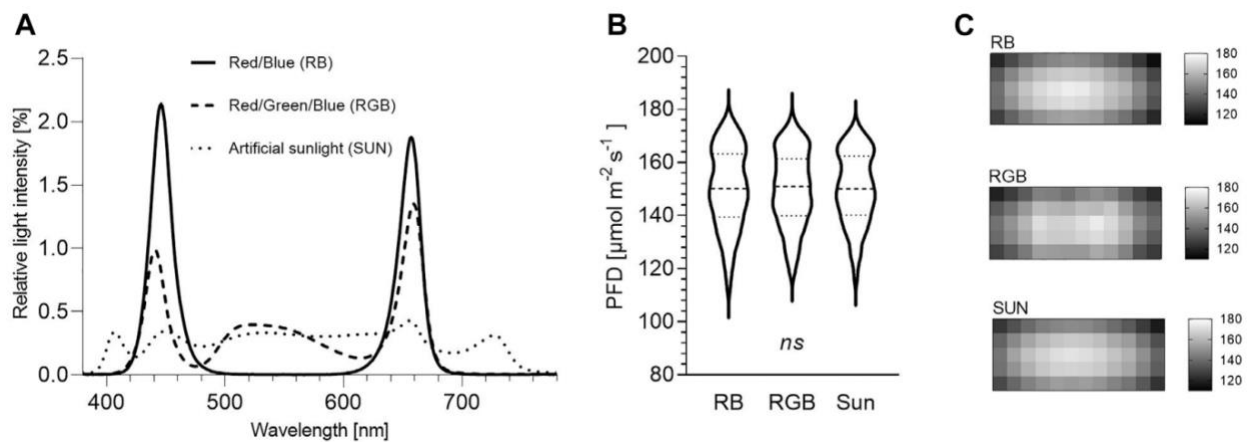 A
Relative light intensity [%]
2.5
2.0
1.5
1.0
0.5
0.0
Red/Blue (RB)
Red/Green/Blue (RGB)
Artificial sunlight (SUN)
400
500
600
700
Wavelength [nm]
B
PFD [µmol m⁻² s⁻¹ ]
200
180
160
140
120
100
80
ns
RB
RGB
Sun
C
RB
180
160
140
120
RGB
180
160
140
120
SUN
180
160
140
120